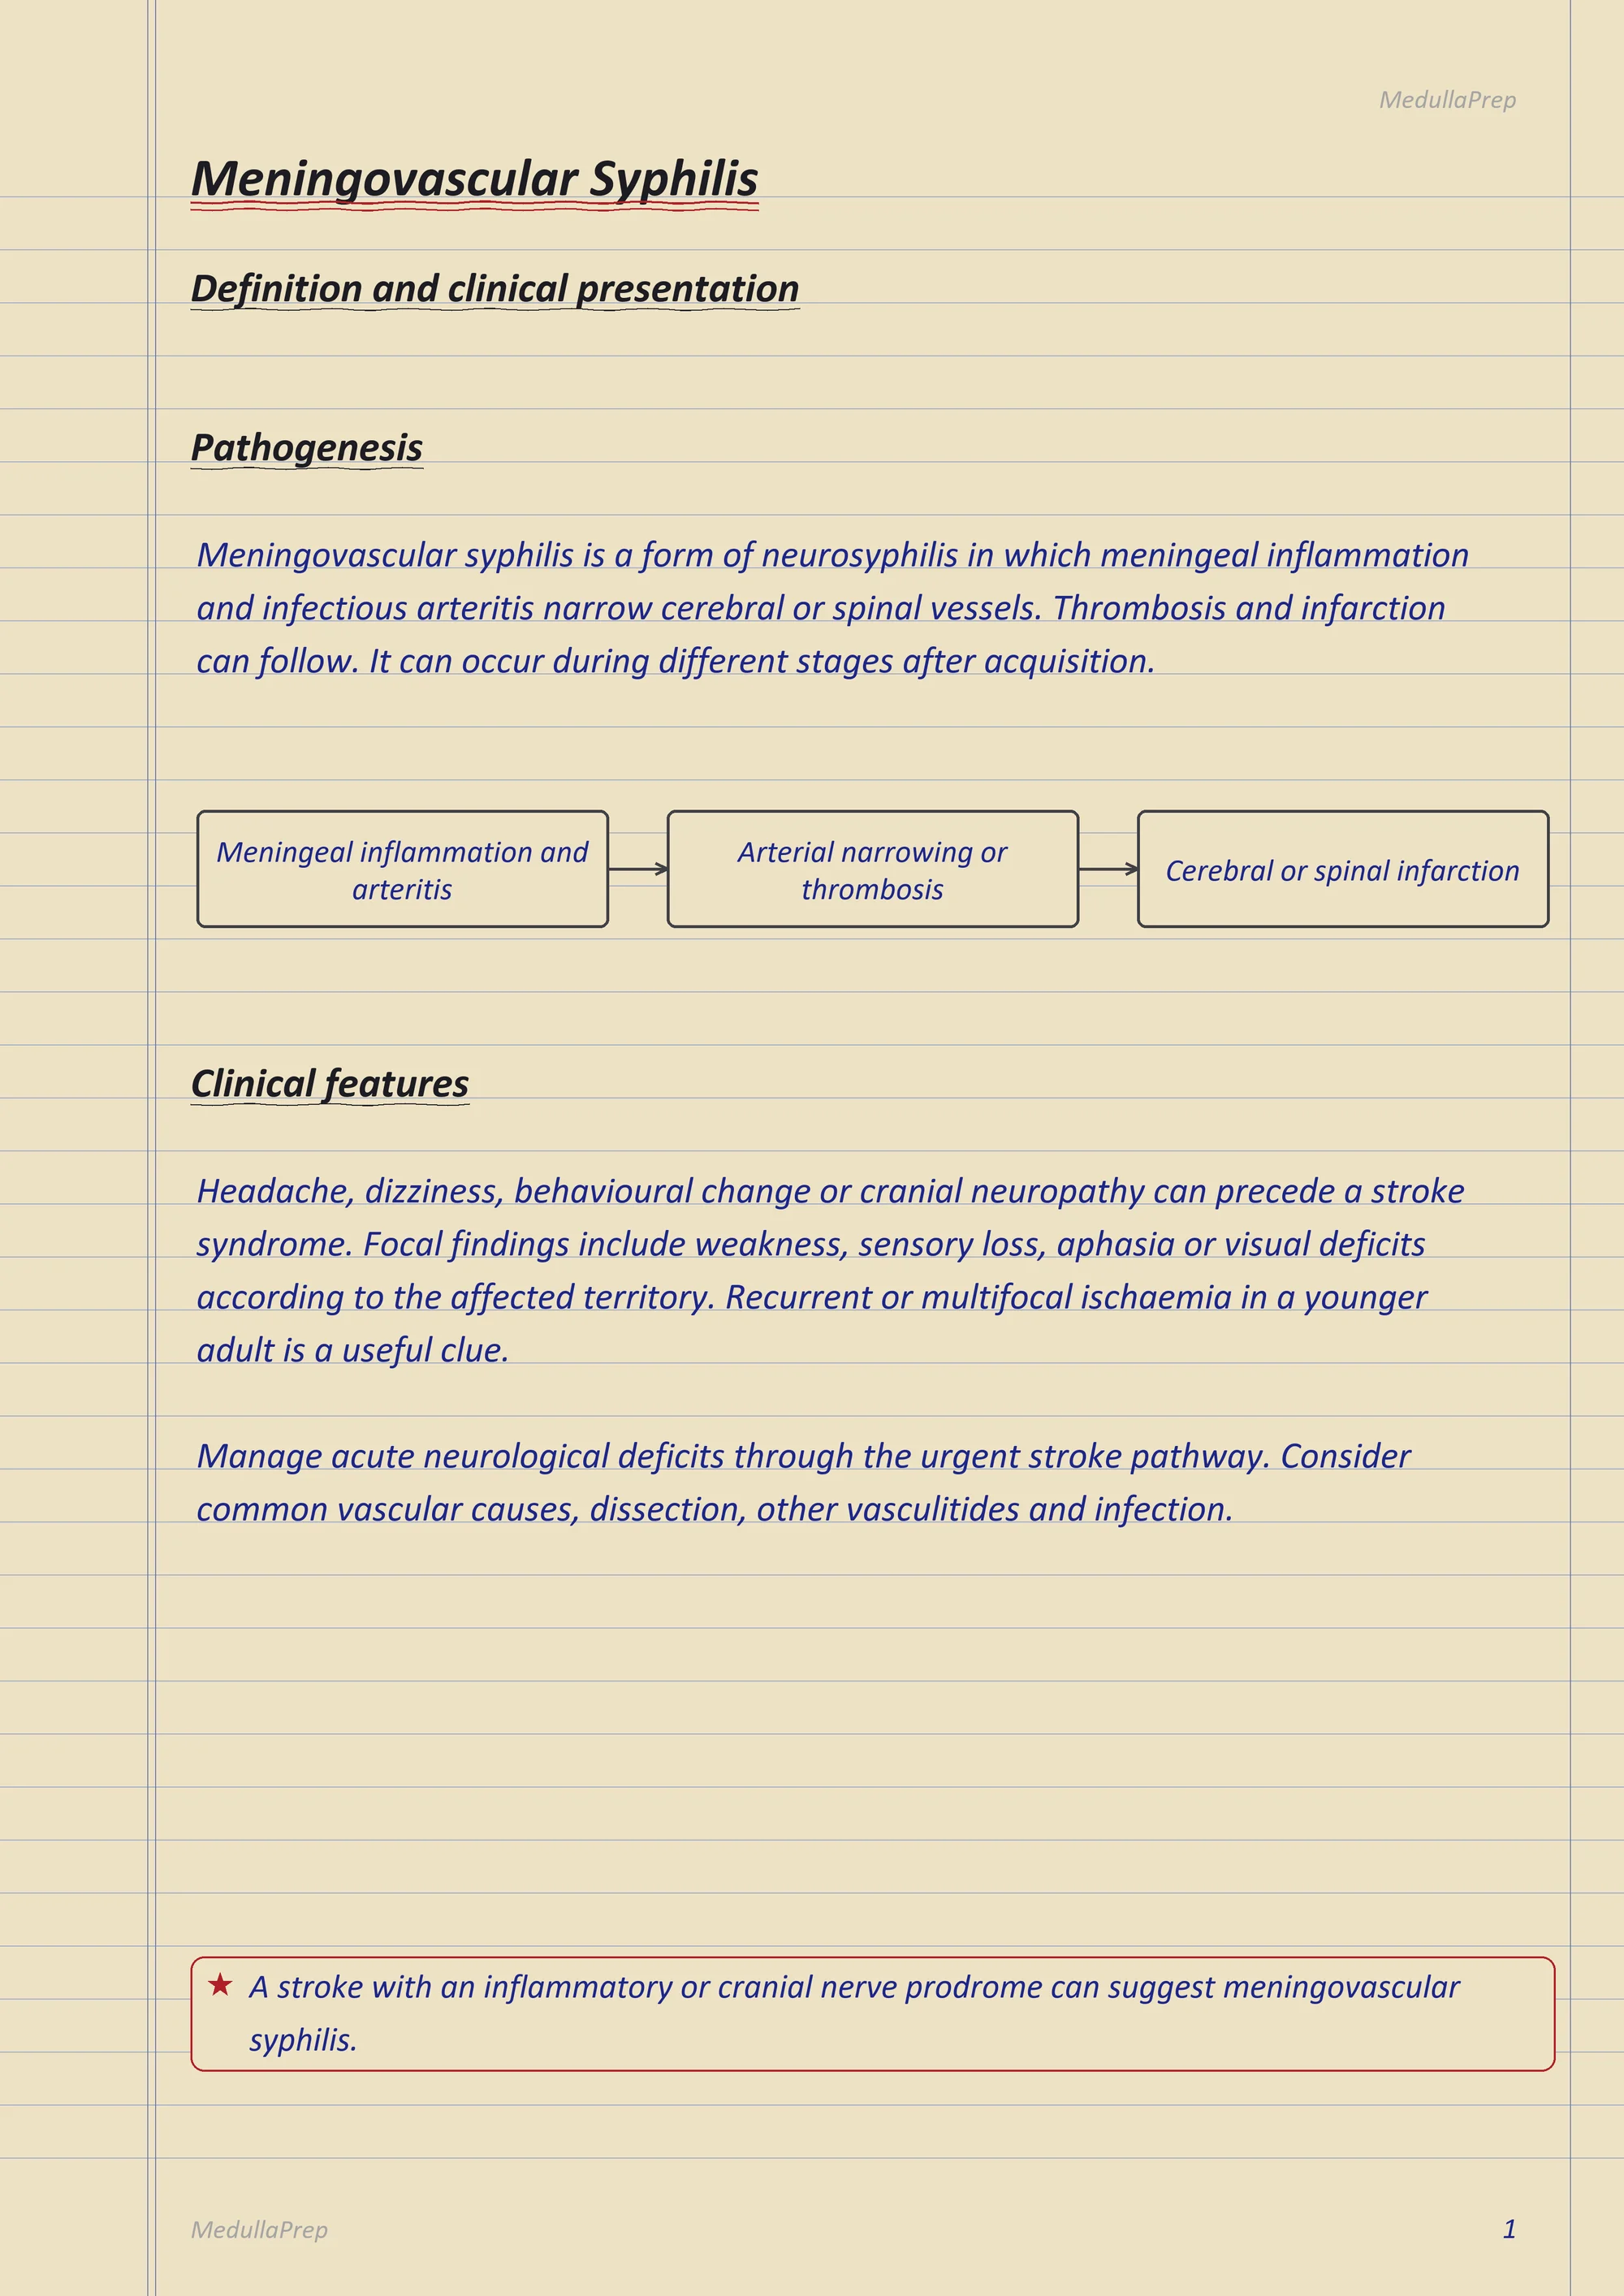 MedullaPrep
Meningovascular Syphilis
Definition and clinical presentation
Pathogenesis
Meningovascular syphilis is a form of neurosyphilis in which meningeal inflammation
and infectious arteritis narrow cerebral or spinal vessels. Thrombosis and infarction
can follow. It can occur during different stages after acquisition.
Meningeal inflammation and
arteritis
Arterial narrowing or
thrombosis
Cerebral or spinal infarction
Clinical features
Headache, dizziness, behavioural change or cranial neuropathy can precede a stroke
syndrome. Focal findings include weakness, sensory loss, aphasia or visual deficits
according to the affected territory. Recurrent or multifocal ischaemia in a younger
adult is a useful clue.
Manage acute neurological deficits through the urgent stroke pathway. Consider
common vascular causes, dissection, other vasculitides and infection.
★ A stroke with an inflammatory or cranial nerve prodrome can suggest meningovascular
syphilis.
MedullaPrep
1